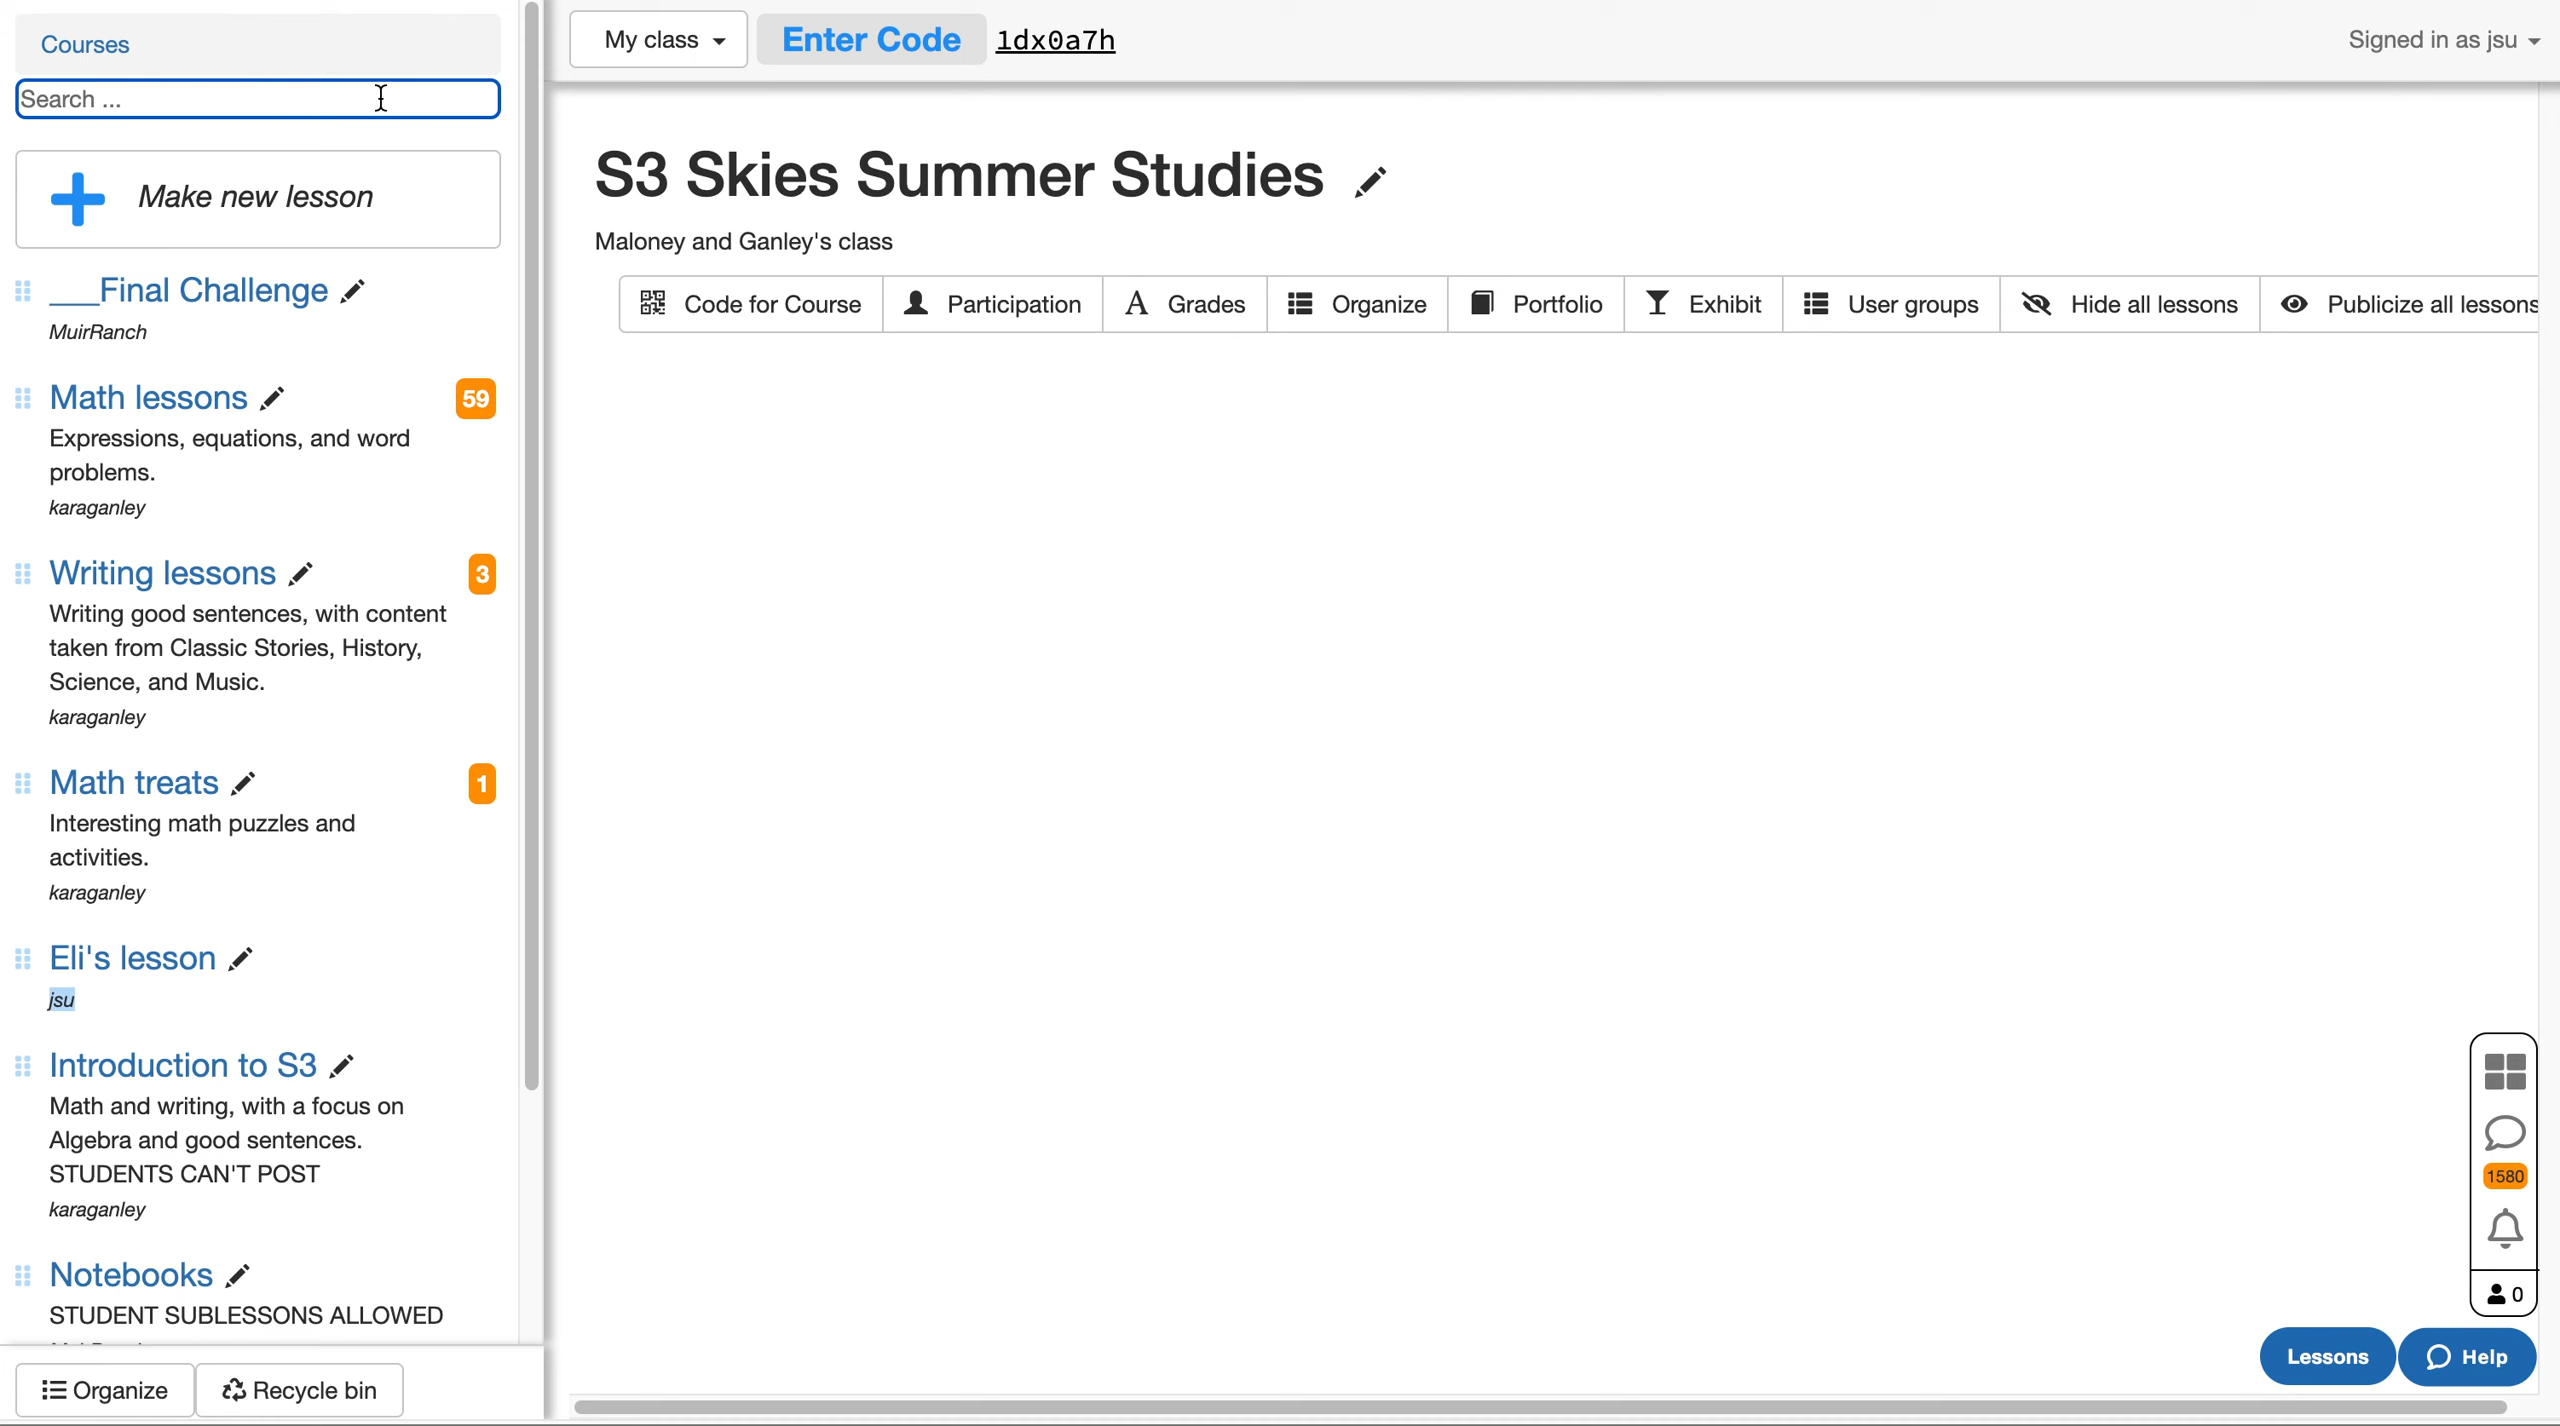 Courses
Search ...
Make new lesson
___Final Challenge
MuirRanch
Math lessons
59
Expressions, equations, and word
problems.
karaganley
Writing lessons
3
Writing good sentences, with content
taken from Classic Stories, History,
Science, and Music.
karaganley
Math treats
1
Interesting math puzzles and
activities.
karaganley
Eli's lesson
jsu
Introduction to S3
Math and writing, with a focus on
Algebra and good sentences.
STUDENTS CAN'T POST
karaganley
Notebooks
STUDENT SUBLESSONS ALLOWED
Organize
Recycle bin
My class
Enter Code
1dx0a7h
Signed in as jsu
S3 Skies Summer Studies
Maloney and Ganley's class
Code for Course
Participation
Grades
Organize
Portfolio
Exhibit
User groups
Hide all lessons
Publicize all lessons
1580
0
Lessons
Help